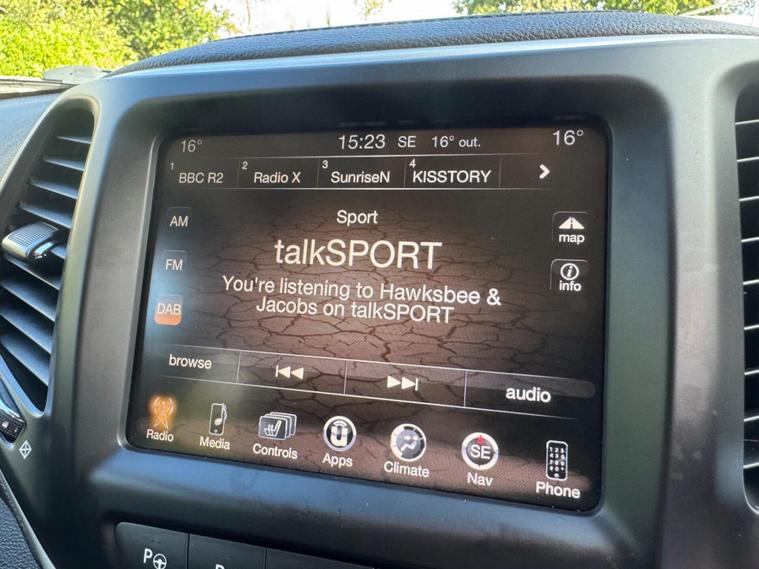 16° 15:23 SE 16° out. 16°
1 BBC R2 2 Radio X 3 SunriseN 4 KISSTORY
AM
FM
DAB
Sport
talkSPORT
You're listening to Hawksbee &
Jacobs on talkSPORT
map
info
browse audio
Radio Media Controls Apps Climate SE Nav Phone
P